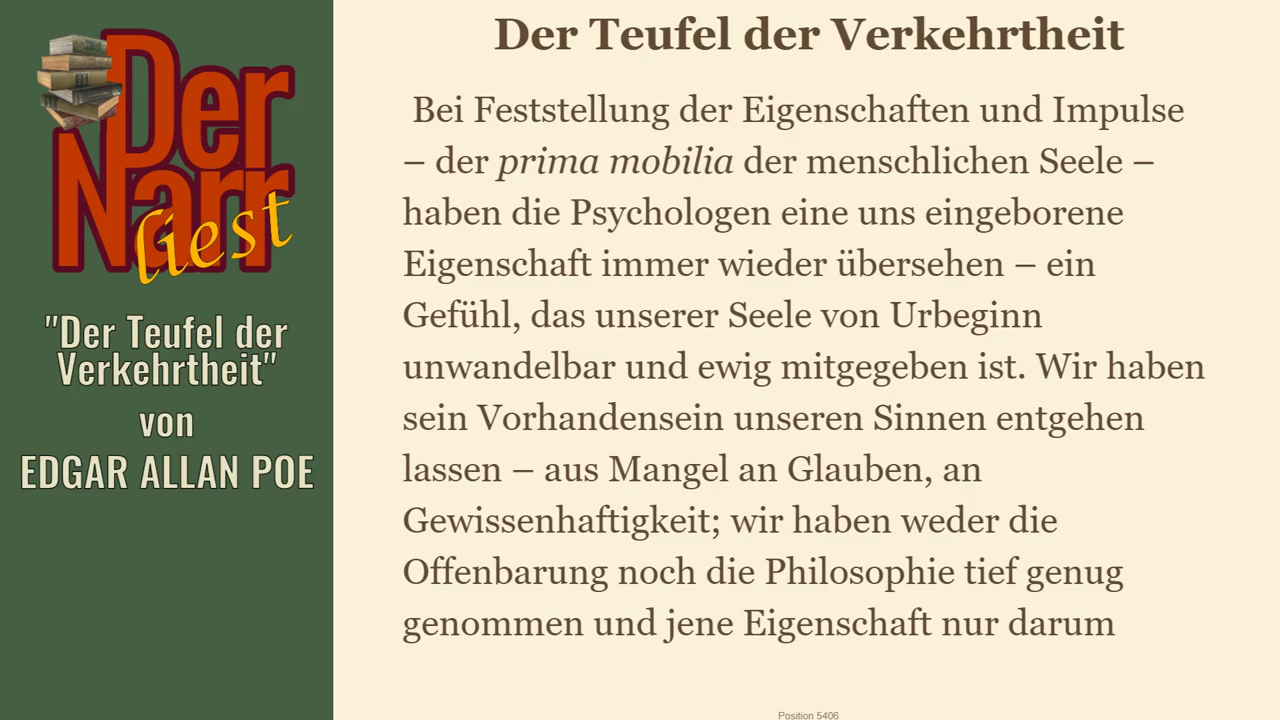 Der
Narr
liest
"Der Teufel der
Verkehrtheit"
von
EDGAR ALLAN POE
Der Teufel der Verkehrtheit
Bei Feststellung der Eigenschaften und Impulse
– der prima mobilia der menschlichen Seele –
haben die Psychologen eine uns eingeborene
Eigenschaft immer wieder übersehen – ein
Gefühl, das unserer Seele von Urbeginn
unwandelbar und ewig mitgegeben ist. Wir haben
sein Vorhandensein unseren Sinnen entgehen
lassen – aus Mangel an Glauben, an
Gewissenhaftigkeit; wir haben weder die
Offenbarung noch die Philosophie tief genug
genommen und jene Eigenschaft nur darum
Position 5406